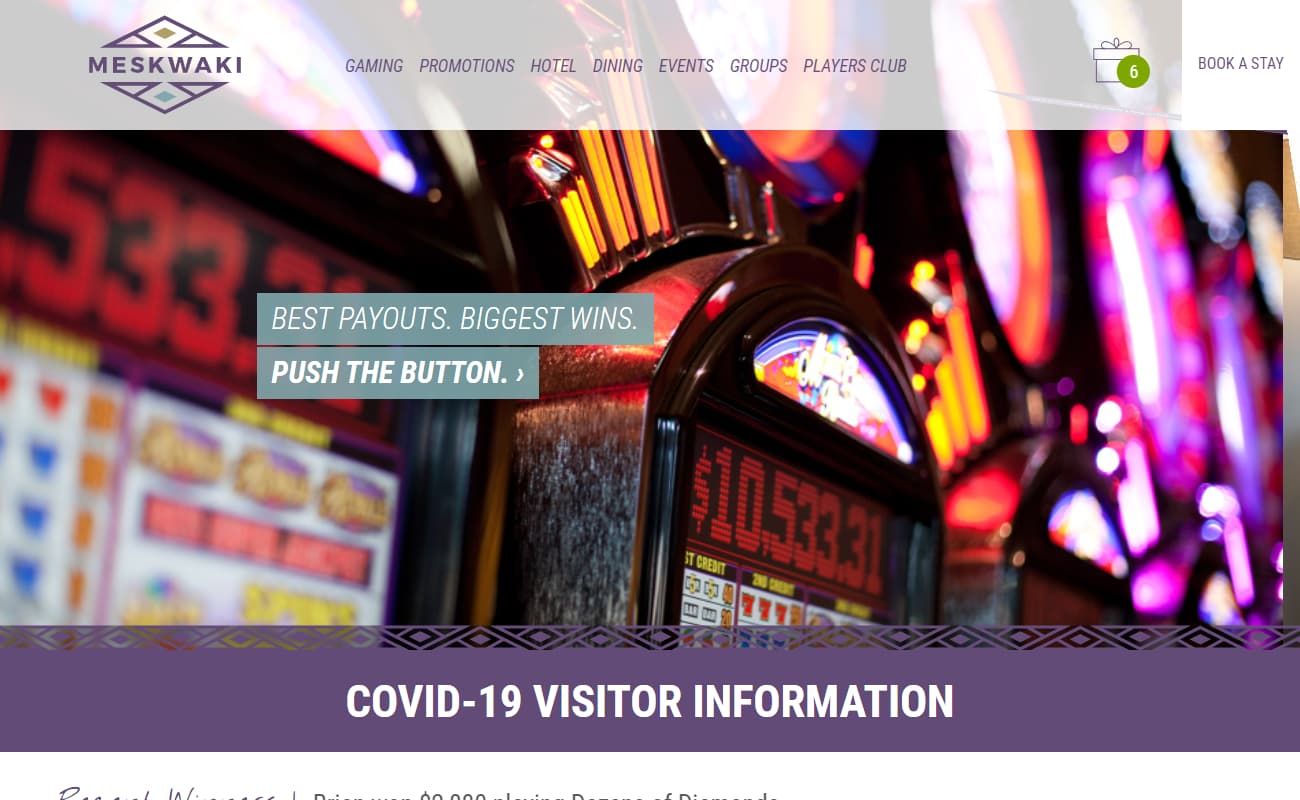 MESKWAKI
GAMING PROMOTIONS HOTEL DINING EVENTS GROUPS PLAYERS CLUB
6
BOOK A STAY
BEST PAYOUTS. BIGGEST WINS.
PUSH THE BUTTON. ›
$10,533.31
1ST CREDIT
2ND CREDIT
COVID-19 VISITOR INFORMATION
Recent Winners | Brian won $2,000 playing Dozens of Diamonds